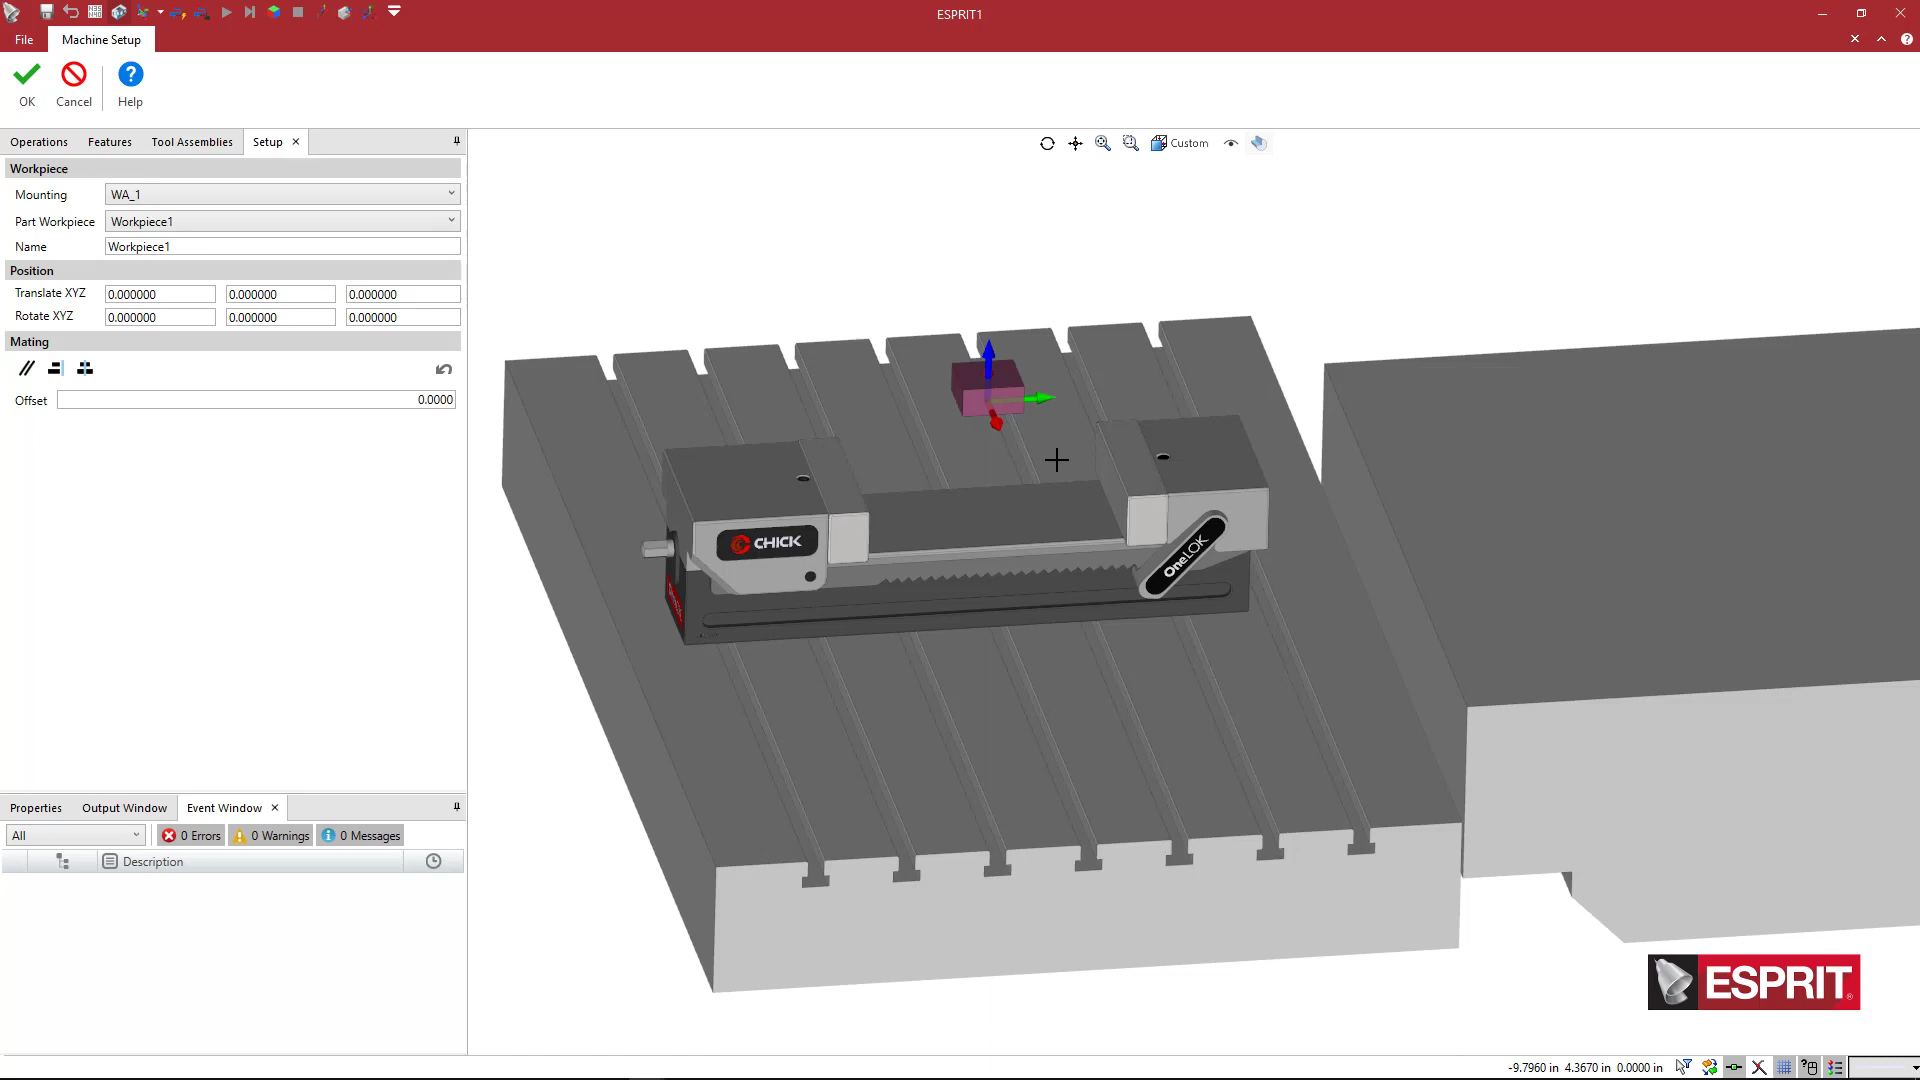 ESPRIT1
File
Machine Setup
OK
Cancel
Help
Operations
Features
Tool Assemblies
Setup
Custom
Workpiece
Mounting
WA_1
Part Workpiece
Workpiece1
Name
Workpiece1
Position
Translate XYZ
0.000000
0.000000
0.000000
Rotate XYZ
0.000000
0.000000
0.000000
Mating
Offset
0.0000
CHICK
OneLOK
Properties
Output Window
Event Window
All
0 Errors
0 Warnings
0 Messages
Description
ESPRIT
-9.7960 in 4.3670 in 0.0000 in